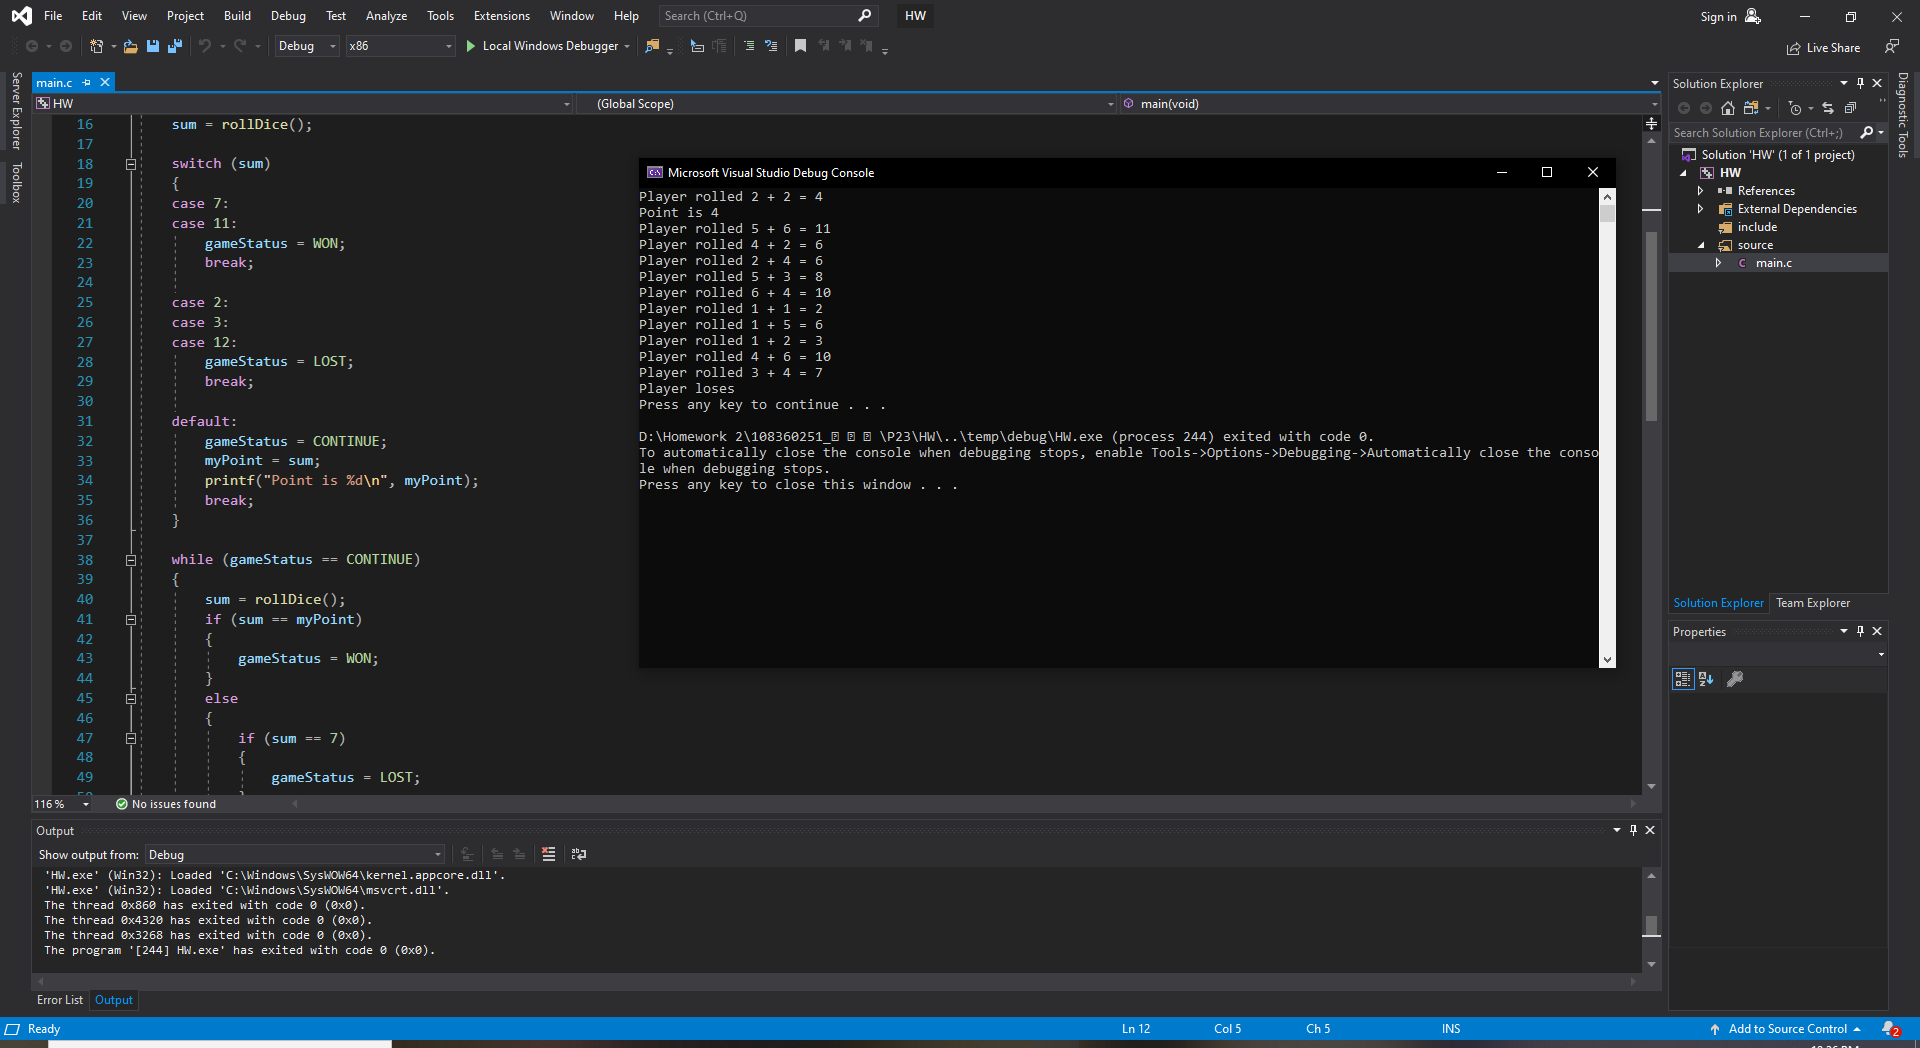 File Edit View Project Build Debug Test Analyze Tools Extensions Window Help Search (Ctrl+Q) HW Sign in
Debug x86 Local Windows Debugger Live Share
Server Explorer
Toolbox
main.c
HW (Global Scope) main(void)
16 sum = rollDice();
17
18 switch (sum)
19 {
20 case 7:
21 case 11:
22 gameStatus = WON;
23 break;
24
25 case 2:
26 case 3:
27 case 12:
28 gameStatus = LOST;
29 break;
30
31 default:
32 gameStatus = CONTINUE;
33 myPoint = sum;
34 printf("Point is %d\n", myPoint);
35 break;
36 }
37
38 while (gameStatus == CONTINUE)
39 {
40 sum = rollDice();
41 if (sum == myPoint)
42 {
43 gameStatus = WON;
44 }
45 else
46 {
47 if (sum == 7)
48 {
49 gameStatus = LOST;
116 % No issues found
Microsoft Visual Studio Debug Console
Player rolled 2 + 2 = 4
Point is 4
Player rolled 5 + 6 = 11
Player rolled 4 + 2 = 6
Player rolled 2 + 4 = 6
Player rolled 5 + 3 = 8
Player rolled 6 + 4 = 10
Player rolled 1 + 1 = 2
Player rolled 1 + 5 = 6
Player rolled 1 + 2 = 3
Player rolled 4 + 6 = 10
Player rolled 3 + 4 = 7
Player loses
Press any key to continue . . .
D:\Homework 2\108360251_ \P23\HW\..\temp\debug\HW.exe (process 244) exited with code 0.
To automatically close the console when debugging stops, enable Tools->Options->Debugging->Automatically close the conso
le when debugging stops.
Press any key to close this window . . .
Output
Show output from: Debug
'HW.exe' (Win32): Loaded 'C:\Windows\SysWOW64\kernel.appcore.dll'.
'HW.exe' (Win32): Loaded 'C:\Windows\SysWOW64\msvcrt.dll'.
The thread 0x860 has exited with code 0 (0x0).
The thread 0x4320 has exited with code 0 (0x0).
The thread 0x3268 has exited with code 0 (0x0).
The program '[244] HW.exe' has exited with code 0 (0x0).
Error List Output
Solution Explorer
Search Solution Explorer (Ctrl+;)
Solution 'HW' (1 of 1 project)
HW
References
External Dependencies
include
source
main.c
Solution Explorer Team Explorer
Properties
Diagnostic Tools
Ready Ln 12 Col 5 Ch 5 INS Add to Source Control 2